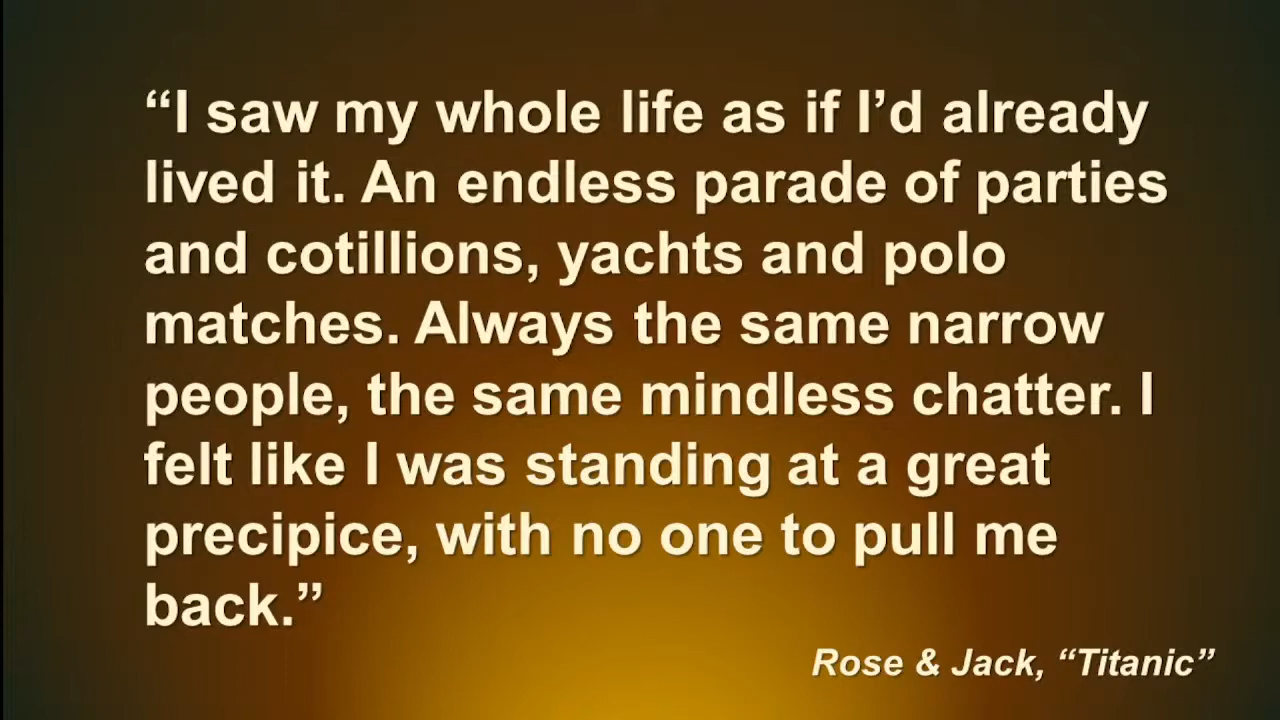 “I saw my whole life as if I’d already
lived it. An endless parade of parties
and cotillions, yachts and polo
matches. Always the same narrow
people, the same mindless chatter. I
felt like I was standing at a great
precipice, with no one to pull me
back.”
Rose & Jack, “Titanic”